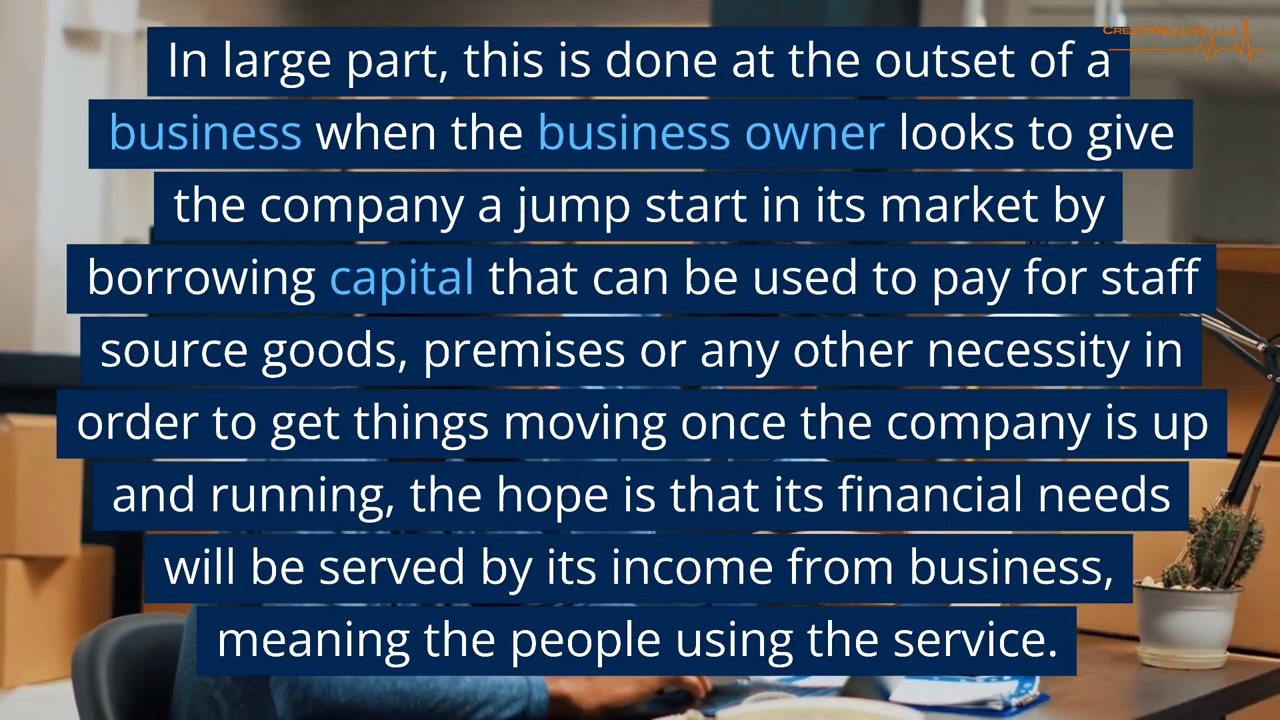 CREDITHEALING LLC
In large part, this is done at the outset of a
business when the business owner looks to give
the company a jump start in its market by
borrowing capital that can be used to pay for staff
source goods, premises or any other necessity in
order to get things moving once the company is up
and running, the hope is that its financial needs
will be served by its income from business,
meaning the people using the service.